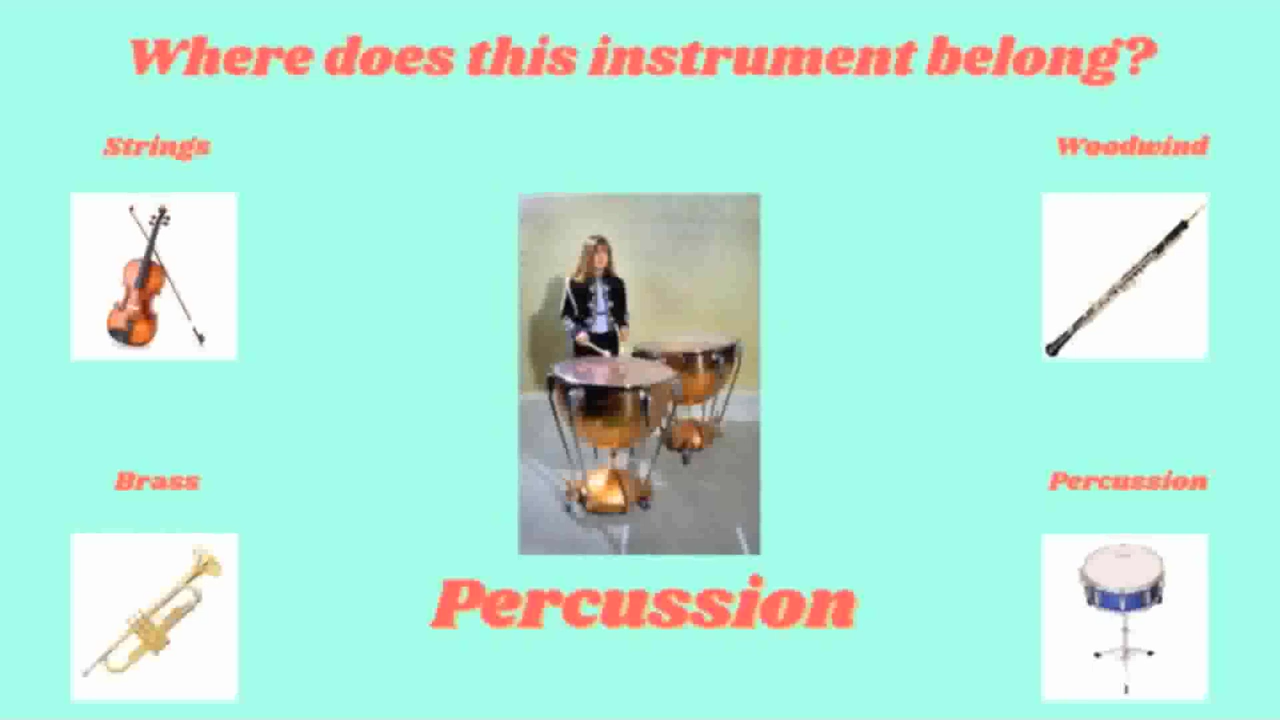 Where does this instrument belong?
Strings
Woodwind
Brass
Percussion
Percussion